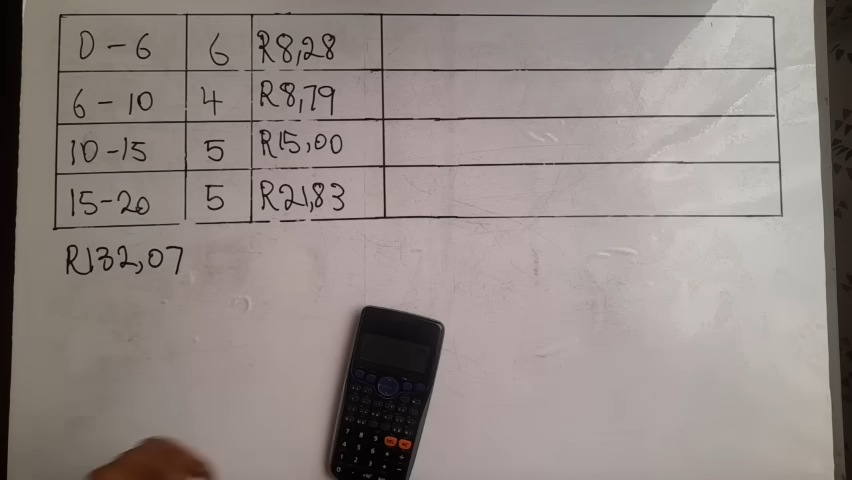 0 - 6 6 R8,28
6 - 10 4 R8,79
10 - 15 5 R15,00
15 - 20 5 R21,83
R132,07